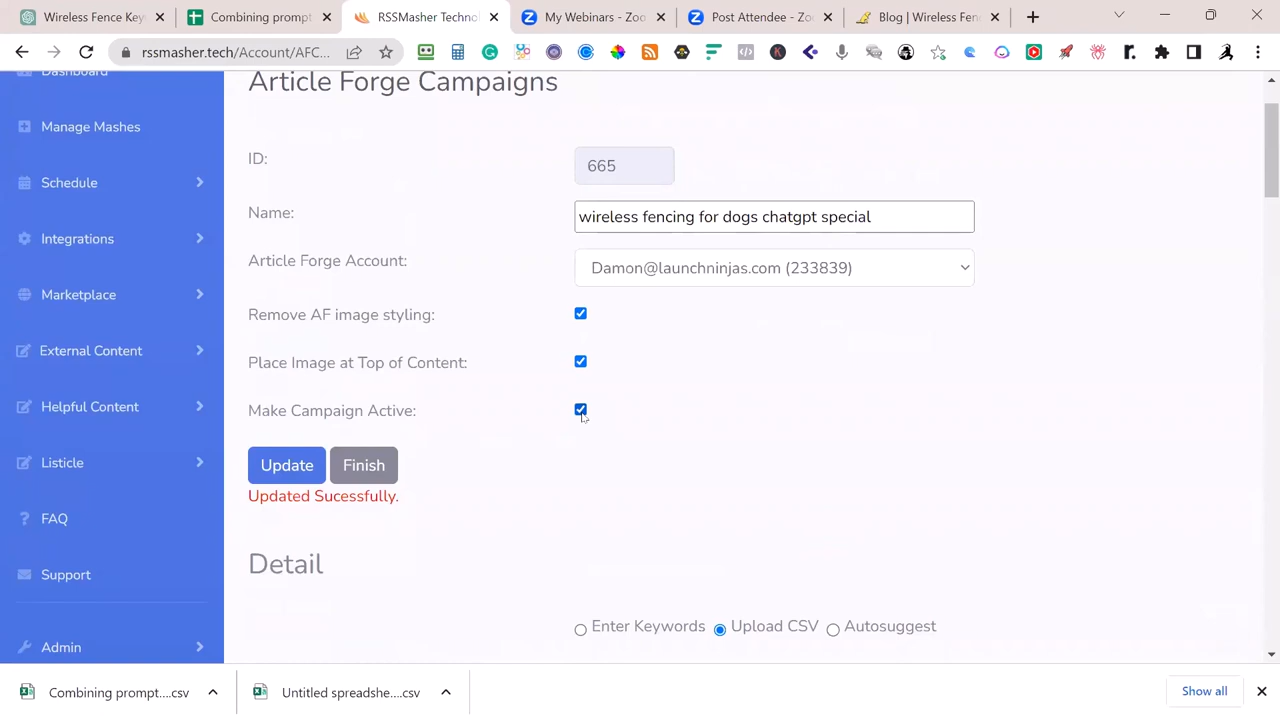 Wireless Fence Key
Combining prompt
RSSMasher Techno
My Webinars - Zoo
Post Attendee - Zo
Blog | Wireless Fen
rssmasher.tech/Account/AFC...
Dashboard
Manage Mashes
Schedule
Integrations
Marketplace
External Content
Helpful Content
Listicle
FAQ
Support
Admin
Article Forge Campaigns
ID: 665
Name: wireless fencing for dogs chatgpt special
Article Forge Account: Damon@launchninjas.com (233839)
Remove AF image styling:
Place Image at Top of Content:
Make Campaign Active:
Update Finish
Updated Sucessfully.
Detail
Enter Keywords Upload CSV Autosuggest
Combining prompt....csv
Untitled spreadshe....csv
Show all